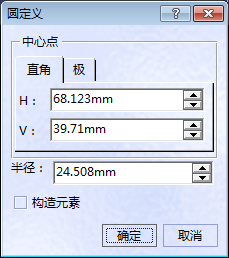 圆定义
中心点
直角 极
H： 68.123mm
V： 39.71mm
半径： 24.508mm
构造元素
确定 取消